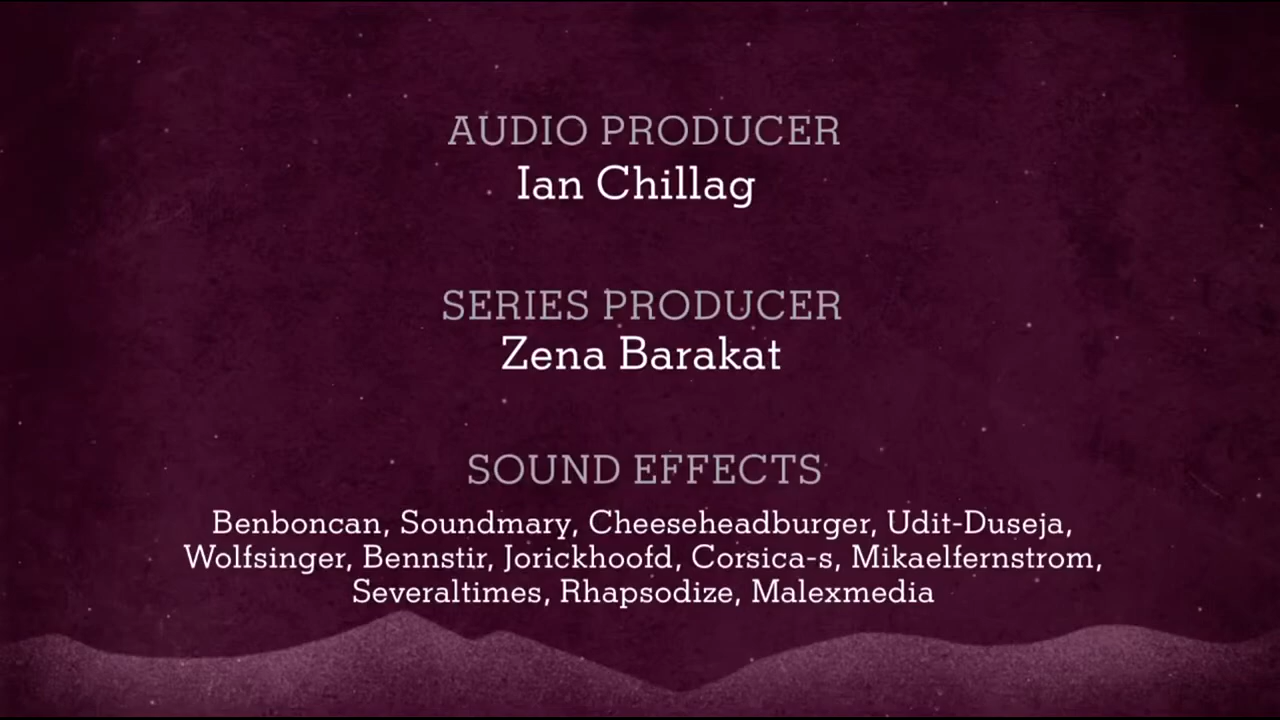 AUDIO PRODUCER
Ian Chillag
SERIES PRODUCER
Zena Barakat
SOUND EFFECTS
Benboncan, Soundmary, Cheeseheadburger, Udit-Duseja,
Wolfsinger, Bennstir, Jorickhoofd, Corsica-s, Mikaelfernstrom,
Severaltimes, Rhapsodize, Malexmedia